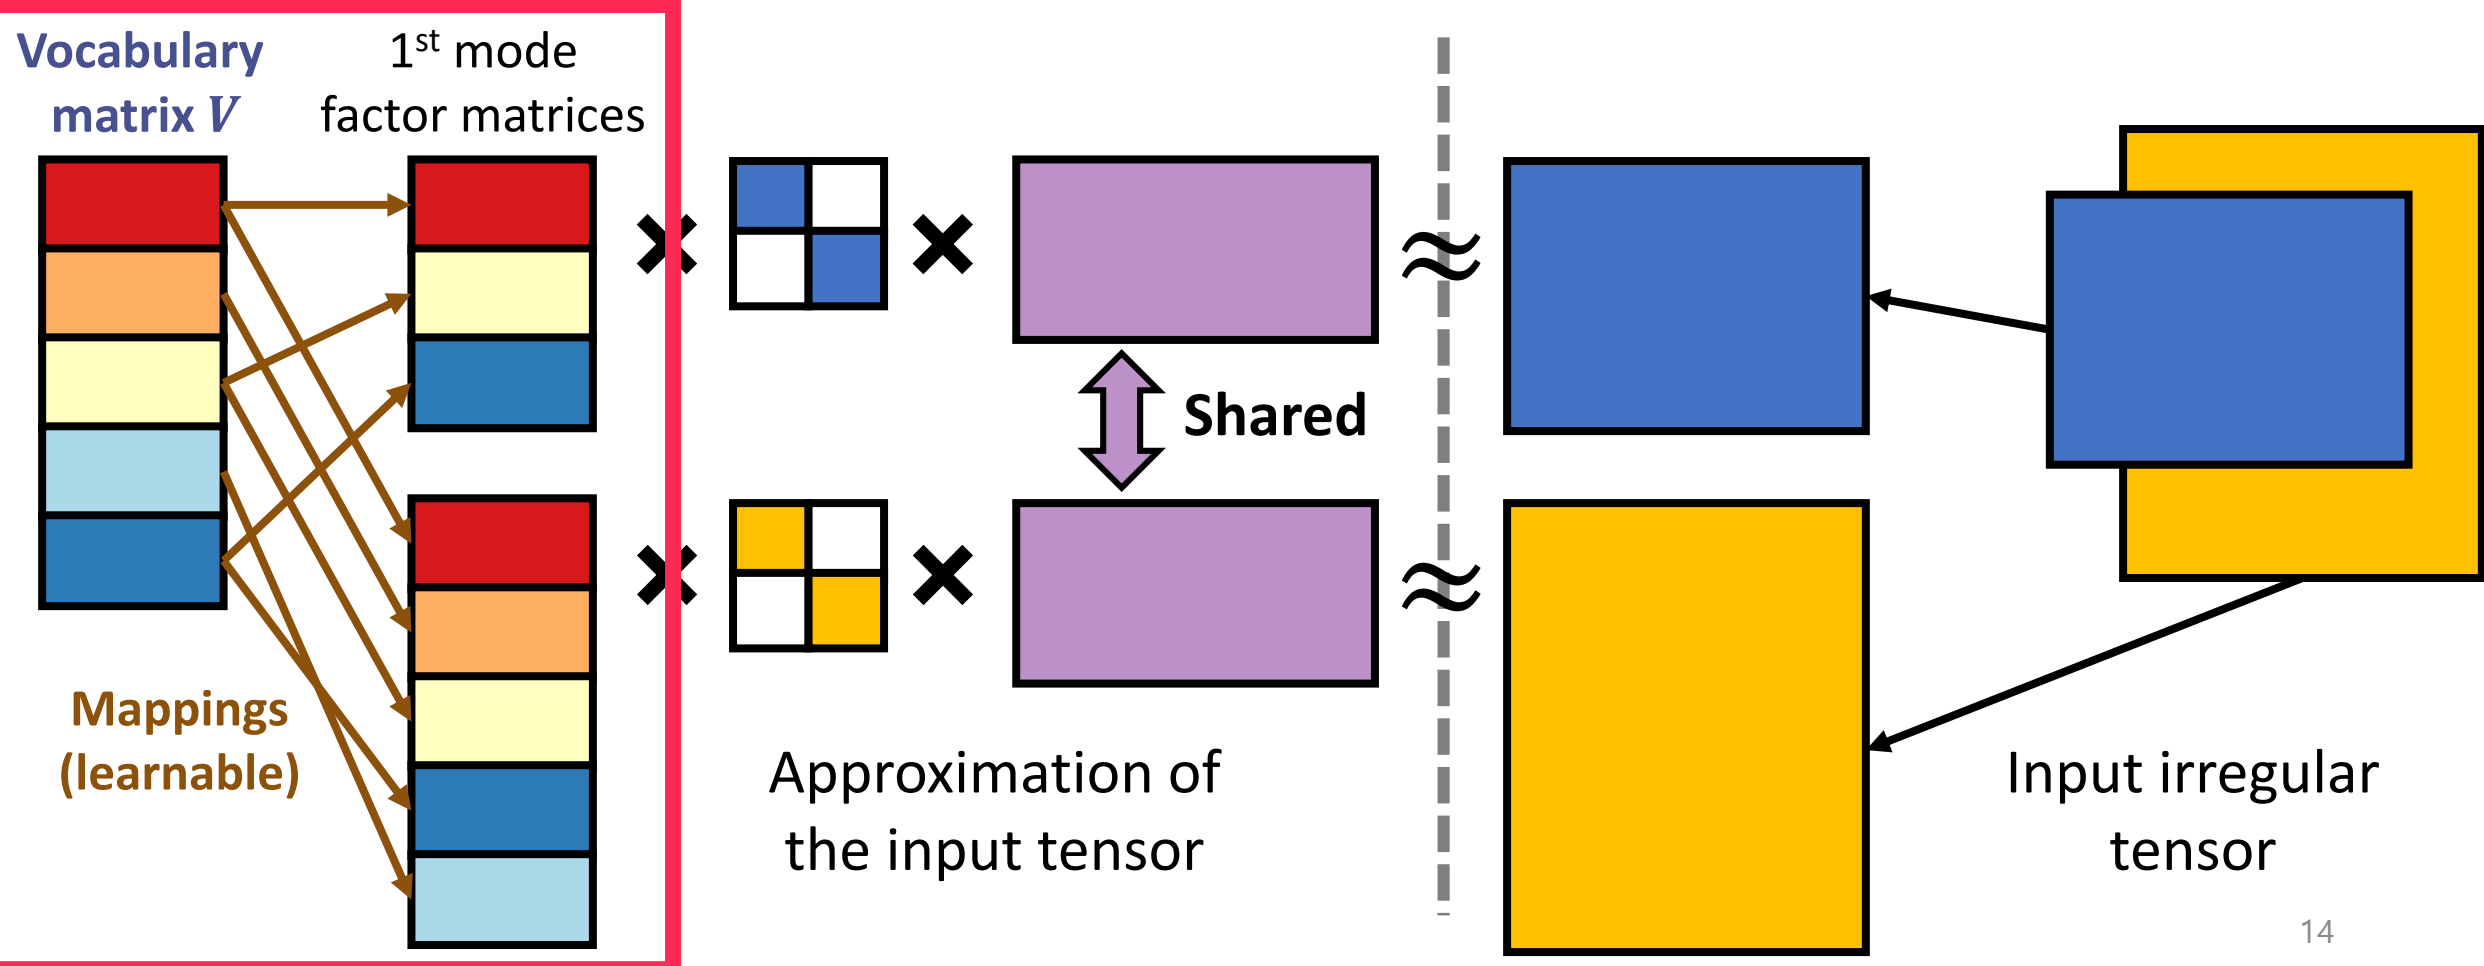 Vocabulary
matrix V
1st mode
factor matrices
×
×
≈
×
×
≈
Shared
Mappings
(learnable)
Approximation of
the input tensor
Input irregular
tensor
14